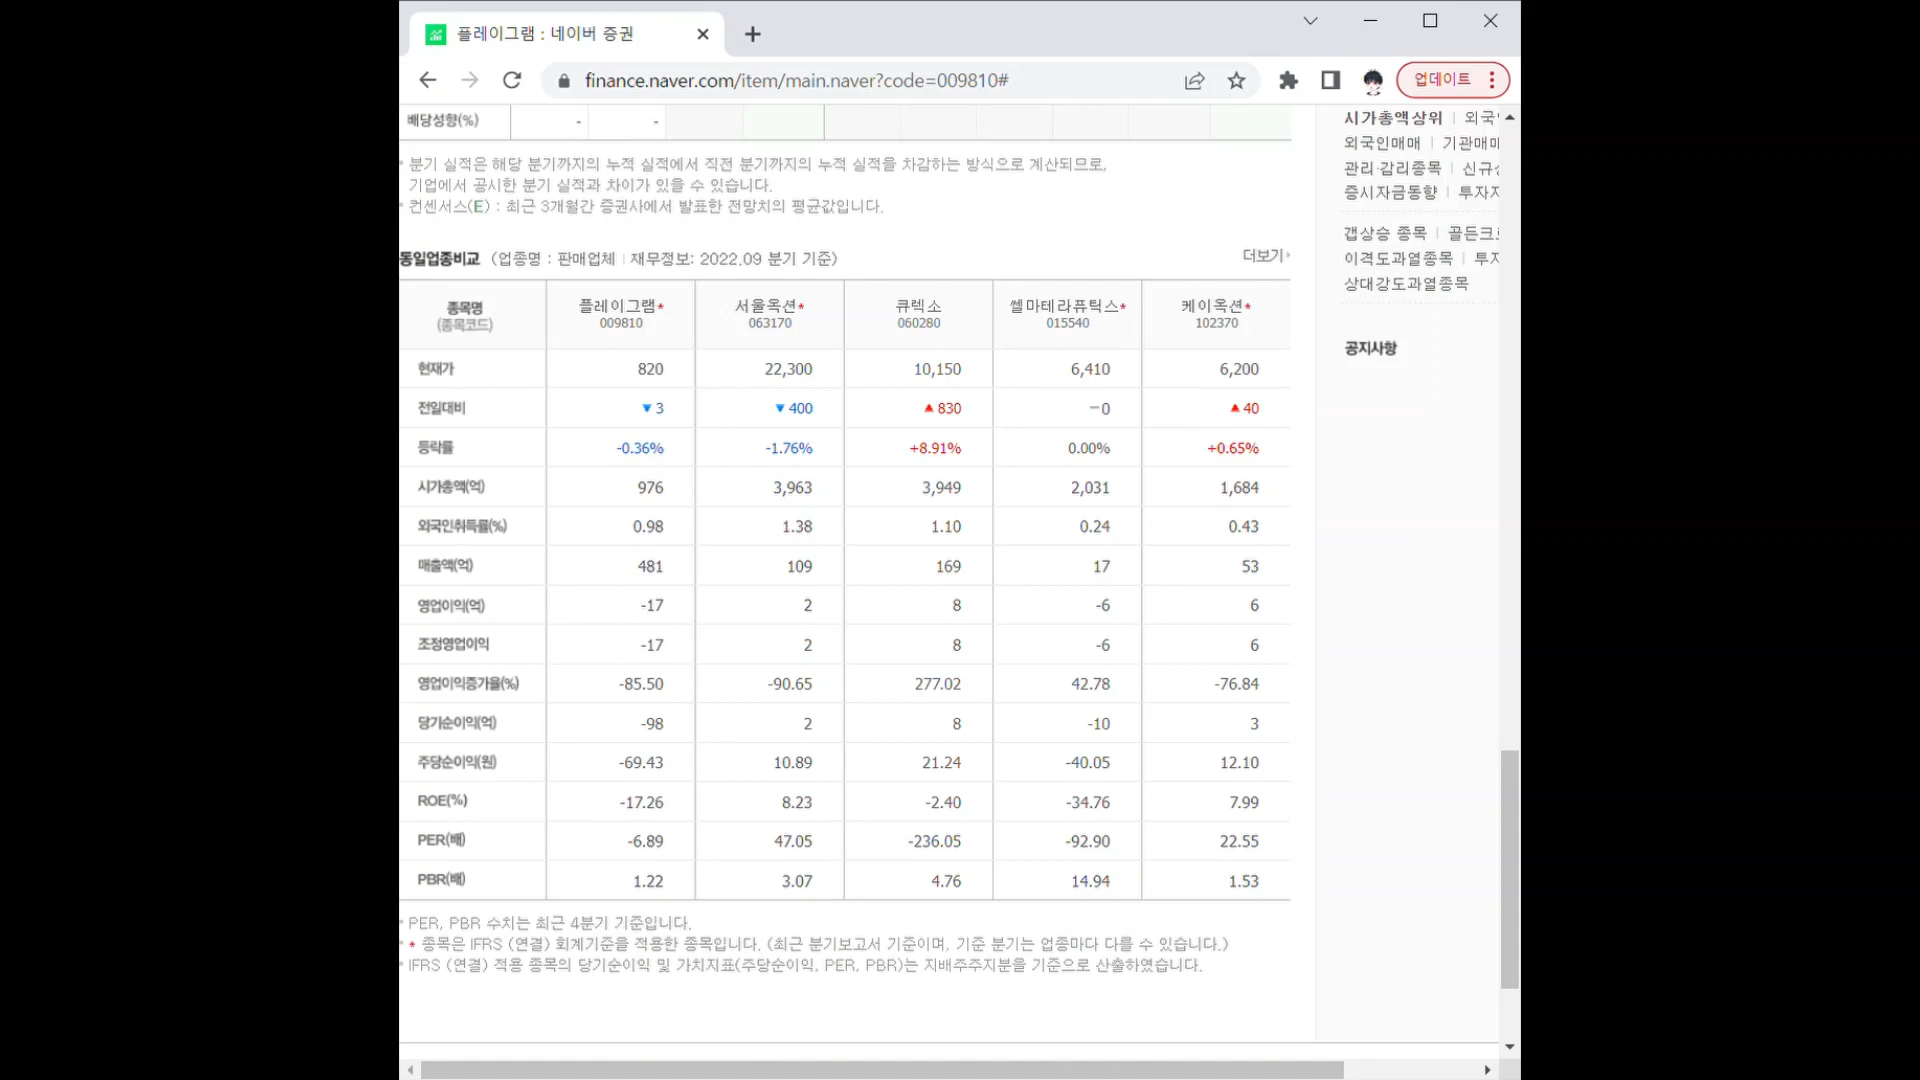 플레이그램 : 네이버 증권
finance.naver.com/item/main.naver?code=009810#
업데이트
배당성향(%) - -
* 분기 실적은 해당 분기까지의 누적 실적에서 직전 분기까지의 누적 실적을 차감하는 방식으로 계산되므로,
기업에서 공시한 분기 실적과 차이가 있을 수 있습니다.
* 컨센서스(E) : 최근 3개월간 증권사에서 발표한 전망치의 평균값입니다.
동일업종비교 (업종명 : 판매업체 | 재무정보: 2022.09 분기 기준)
더보기
종목명 플레이그램* 서울옥션* 큐렉소 쎌마테라퓨틱스* 케이옥션*
(종목코드) 009810 063170 060280 015540 102370
현재가 820 22,300 10,150 6,410 6,200
전일대비 ▼3 ▼400 ▲830 -0 ▲40
등락률 -0.36% -1.76% +8.91% 0.00% +0.65%
시가총액(억) 976 3,963 3,949 2,031 1,684
외국인취득률(%) 0.98 1.38 1.10 0.24 0.43
매출액(억) 481 109 169 17 53
영업이익(억) -17 2 8 -6 6
조정영업이익 -17 2 8 -6 6
영업이익증가율(%) -85.50 -90.65 277.02 42.78 -76.84
당기순이익(억) -98 2 8 -10 3
주당순이익(원) -69.43 10.89 21.24 -40.05 12.10
ROE(%) -17.26 8.23 -2.40 -34.76 7.99
PER(배) -6.89 47.05 -236.05 -92.90 22.55
PBR(배) 1.22 3.07 4.76 14.94 1.53
* PER, PBR 수치는 최근 4분기 기준입니다.
* * 종목은 IFRS (연결) 회계기준을 적용한 종목입니다. (최근 분기보고서 기준이며, 기준 분기는 업종마다 다를 수 있습니다.)
* IFRS (연결) 적용 종목의 당기순이익 및 가치지표(주당순이익, PER, PBR)는 지배주주지분을 기준으로 산출하였습니다.
시가총액상위 | 외국
외국인매매 | 기관매매
관리·감리종목 | 신규
증시자금동향 | 투자자
갭상승 종목 | 골든크
이격도과열종목 | 투자
상대강도과열종목
공지사항